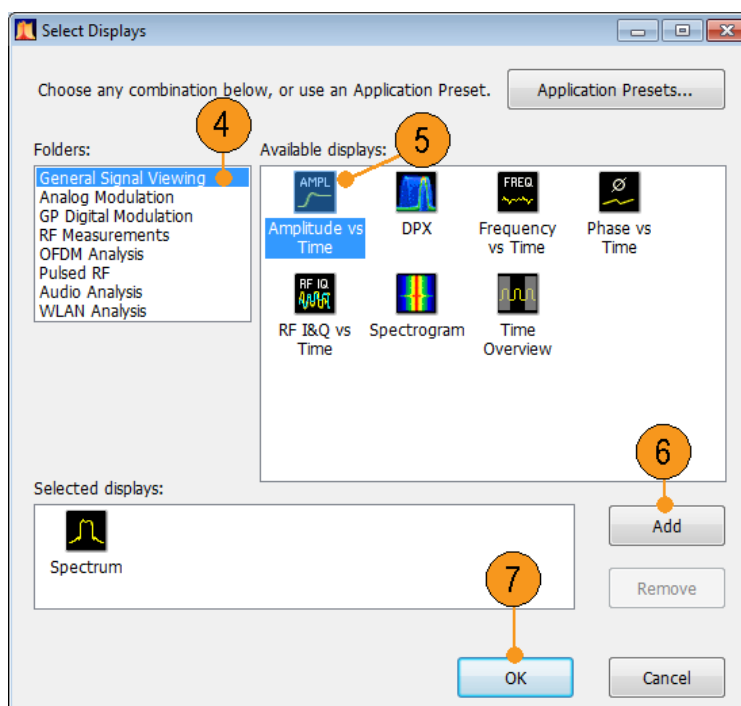 Select Displays
Choose any combination below, or use an Application Preset.
Application Presets...
4
5
Folders:
Available displays:
General Signal Viewing
Analog Modulation
GP Digital Modulation
RF Measurements
OFDM Analysis
Pulsed RF
Audio Analysis
WLAN Analysis
AMPL
FREQ
Ø
Amplitude vs
Time
DPX
Frequency
vs Time
Phase vs
Time
RF IQ
RF I&Q vs
Time
Spectrogram
Time
Overview
6
Selected displays:
Spectrum
Add
Remove
7
OK
Cancel